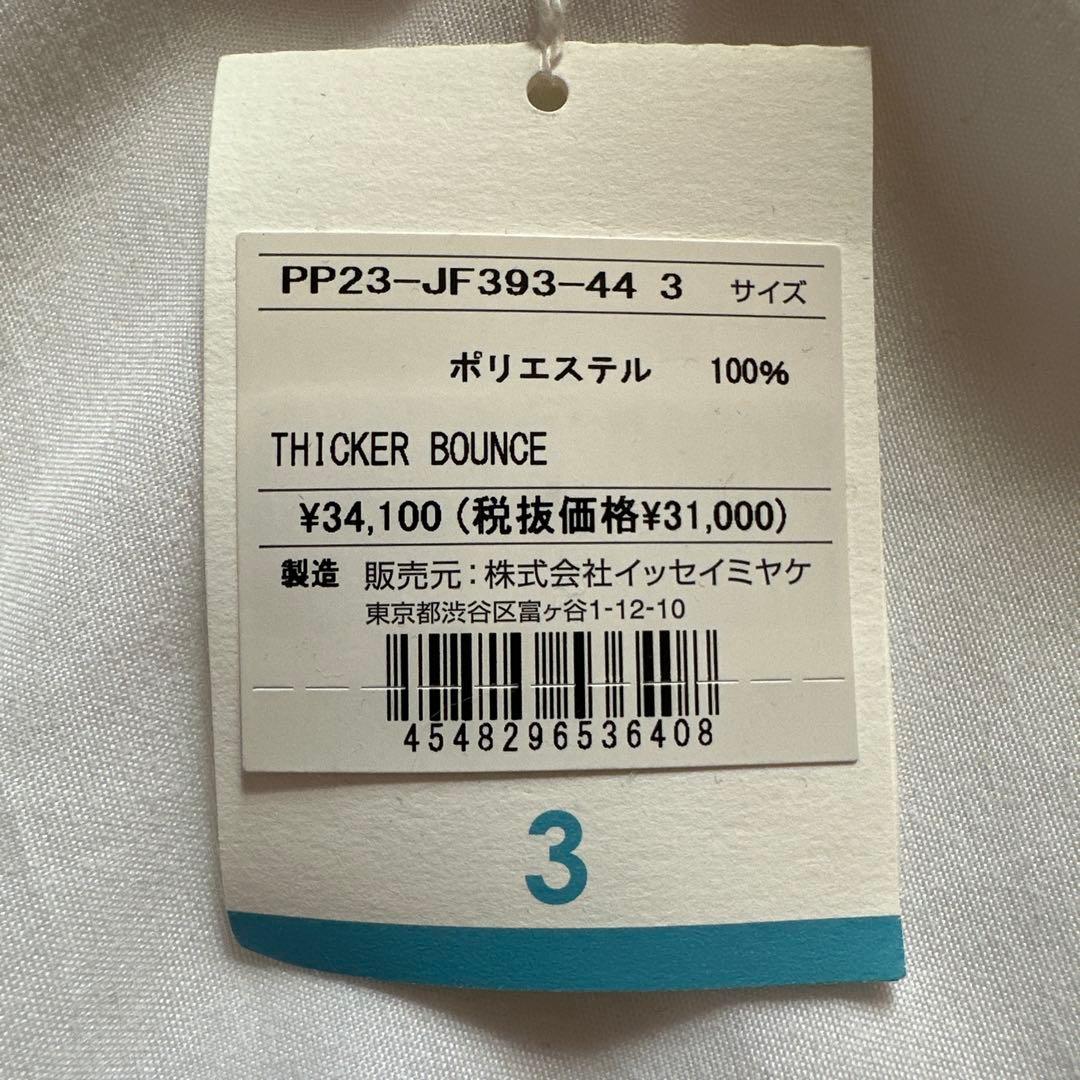 PP23-JF393-44 3 サイズ
ポリエステル 100%
THICKER BOUNCE
¥34,100 (税抜価格¥31,000)
製造 販売元:株式会社イッセイミヤケ
東京都渋谷区富ヶ谷1-12-10
4548296536408
3